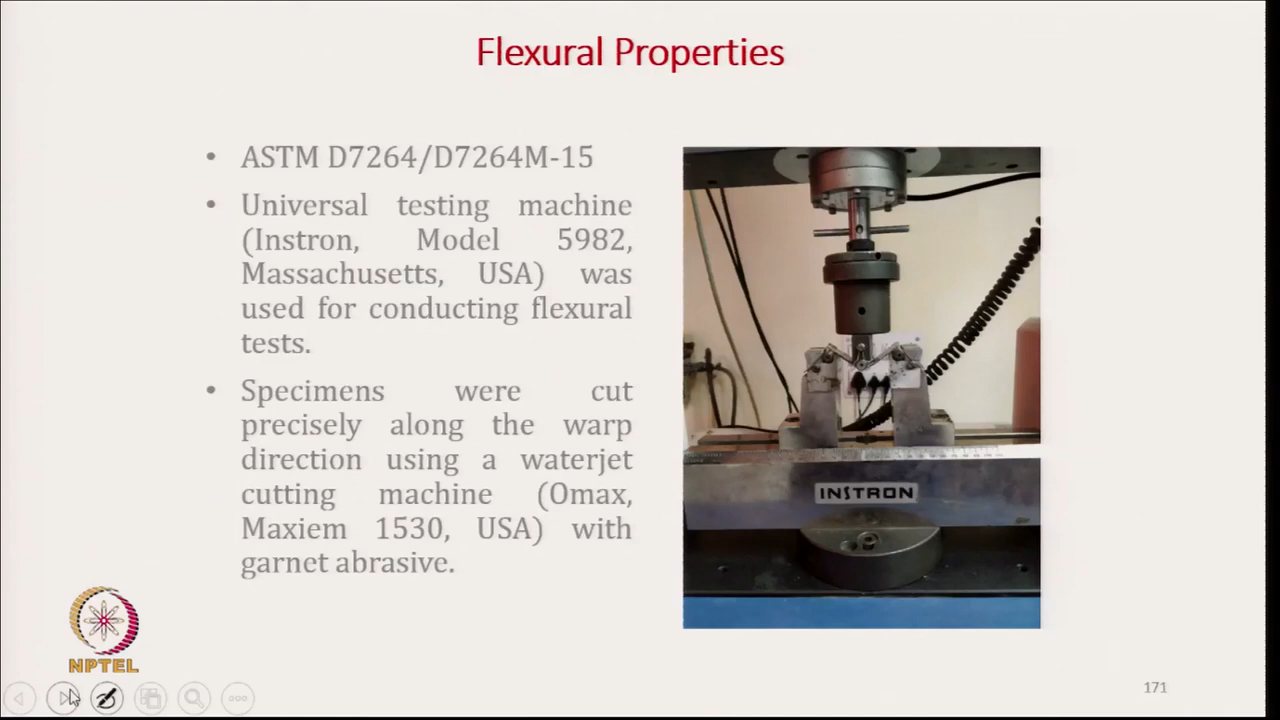 Flexural Properties
• ASTM D7264/D7264M-15
• Universal testing machine
(Instron, Model 5982,
Massachusetts, USA) was
used for conducting flexural
tests.
• Specimens were cut
precisely along the warp
direction using a waterjet
cutting machine (Omax,
Maxiem 1530, USA) with
garnet abrasive.
INSTRON
NPTEL
171